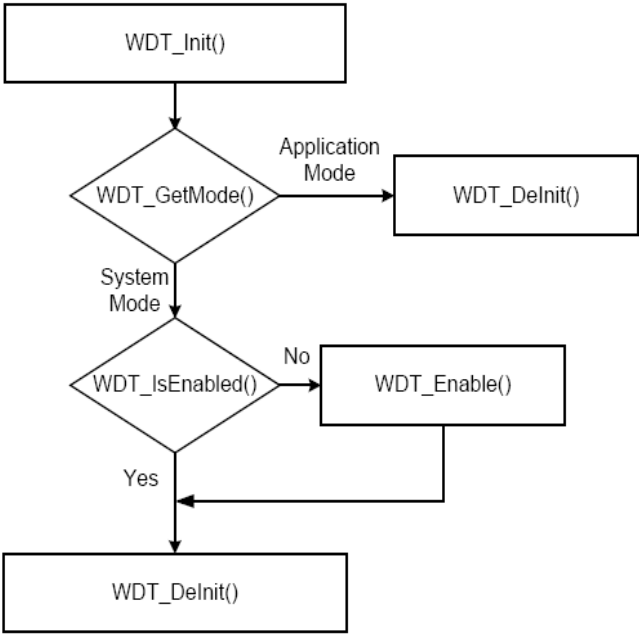 WDT_Init()
WDT_GetMode()
Application
Mode
WDT_DeInit()
System
Mode
WDT_IsEnabled()
No
WDT_Enable()
Yes
WDT_DeInit()